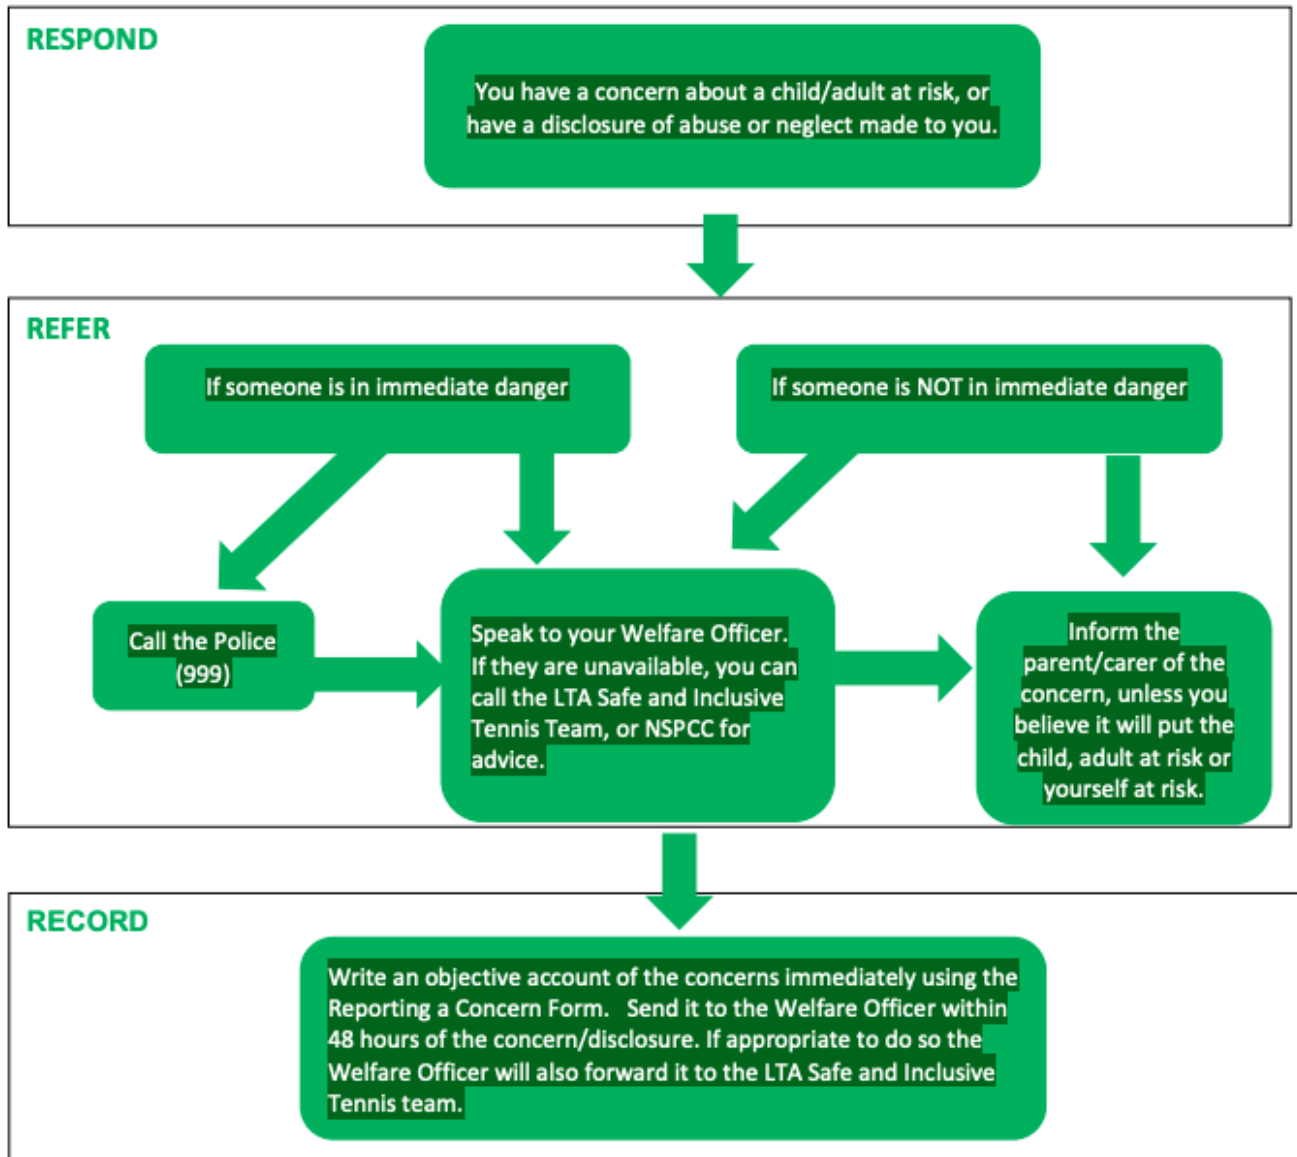 RESPOND
You have a concern about a child/adult at risk, or
have a disclosure of abuse or neglect made to you.
REFER
If someone is in immediate danger
If someone is NOT in immediate danger
Call the Police
(999)
Speak to your Welfare Officer.
If they are unavailable, you can
call the LTA Safe and Inclusive
Tennis Team, or NSPCC for
advice.
Inform the
parent/carer of the
concern, unless you
believe it will put the
child, adult at risk or
yourself at risk.
RECORD
Write an objective account of the concerns immediately using the
Reporting a Concern Form.   Send it to the Welfare Officer within
48 hours of the concern/disclosure. If appropriate to do so the
Welfare Officer will also forward it to the LTA Safe and Inclusive
Tennis team.